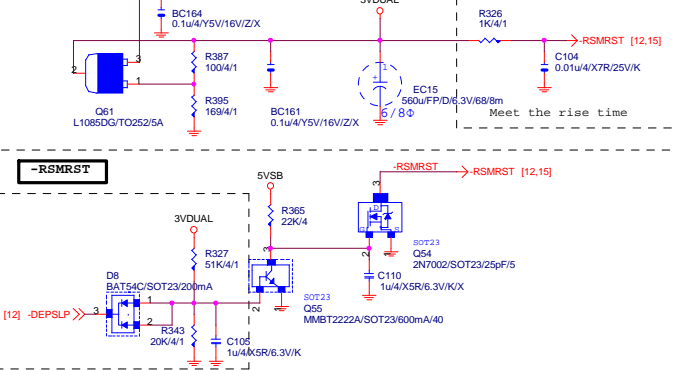 3VDUAL
BC164
0.1u/4/Y5V/16V/Z/X
R326
1K/4/1
-RSMRST [12,15]
2
3
1
R387
100/4/1
R395
169/4/1
Q61
L1085DG/TO252/5A
BC161
0.1u/4/Y5V/16V/Z/X
1
+
EC15
560u/FP/D/6.3V/68/8m
6/8Φ
C104
0.01u/4/X7R/25V/K
Meet the rise time
-RSMRST
5VSB
-RSMRST
-RSMRST [12,15]
3
D
G
S
2
1
SOT23
Q54
2N7002/SOT23/25pF/5
R365
22K/4
3VDUAL
R327
51K/4/1
3
2
1
SOT23
Q55
MMBT2222A/SOT23/600mA/40
C110
1u/4/X5R/6.3V/K/X
D8
BAT54C/SOT23/200mA
[12] -DEPSLP
3
1
2
R343
20K/4/1
C105
1u/4/X5R/6.3V/K